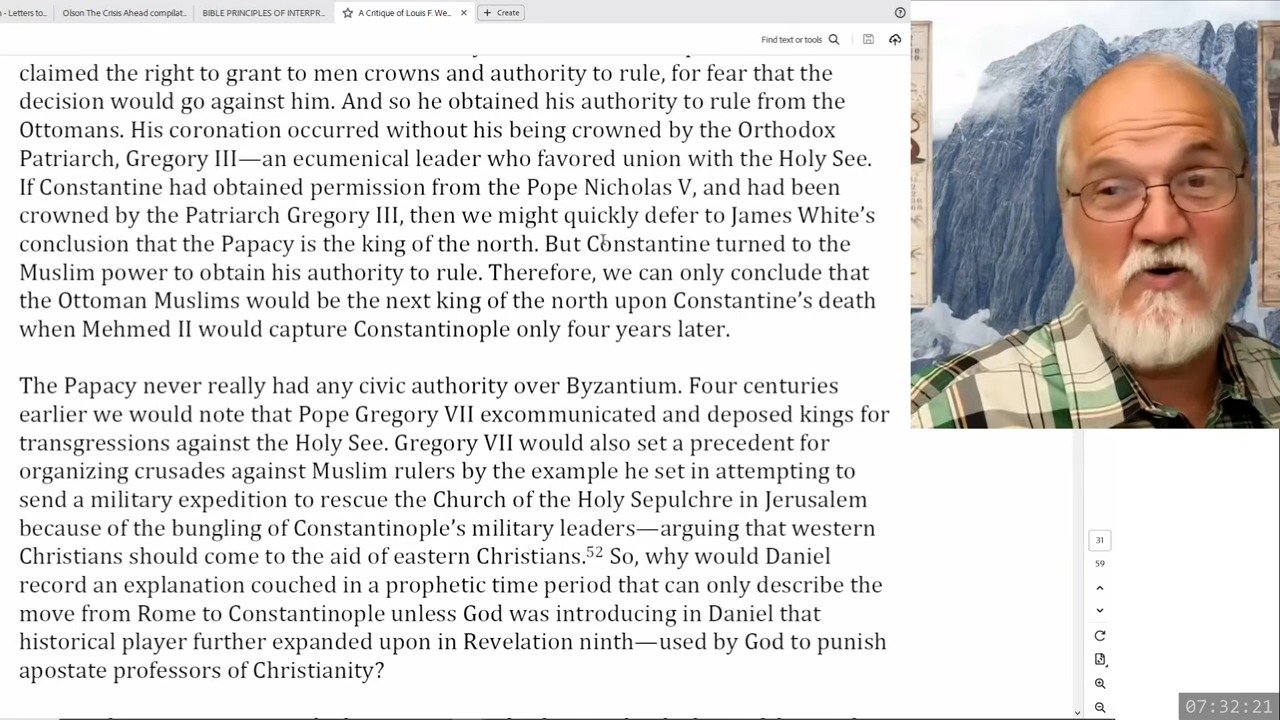 - Letters to...
Olson The Crisis Ahead compilat...
BIBLE PRINCIPLES OF INTERPR...
A Critique of Louis F. We...
Create
Find text or tools
claimed the right to grant to men crowns and authority to rule, for fear that the
decision would go against him. And so he obtained his authority to rule from the
Ottomans. His coronation occurred without his being crowned by the Orthodox
Patriarch, Gregory III—an ecumenical leader who favored union with the Holy See.
If Constantine had obtained permission from the Pope Nicholas V, and had been
crowned by the Patriarch Gregory III, then we might quickly defer to James White's
conclusion that the Papacy is the king of the north. But Constantine turned to the
Muslim power to obtain his authority to rule. Therefore, we can only conclude that
the Ottoman Muslims would be the next king of the north upon Constantine's death
when Mehmed II would capture Constantinople only four years later.
The Papacy never really had any civic authority over Byzantium. Four centuries
earlier we would note that Pope Gregory VII excommunicated and deposed kings for
transgressions against the Holy See. Gregory VII would also set a precedent for
organizing crusades against Muslim rulers by the example he set in attempting to
send a military expedition to rescue the Church of the Holy Sepulchre in Jerusalem
because of the bungling of Constantinople's military leaders—arguing that western
Christians should come to the aid of eastern Christians.52 So, why would Daniel
record an explanation couched in a prophetic time period that can only describe the
move from Rome to Constantinople unless God was introducing in Daniel that
historical player further expanded upon in Revelation ninth—used by God to punish
apostate professors of Christianity?
31
59
07:32:21